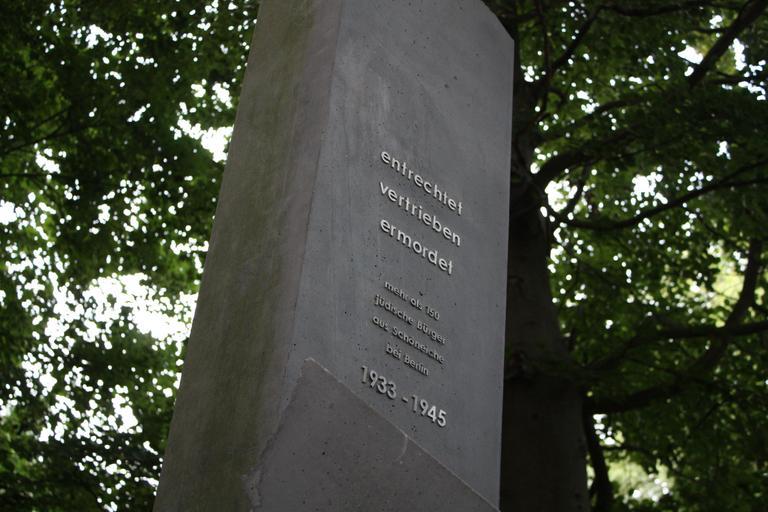 entrechtet
vertrieben
ermordet
mehr als 150
jüdische Bürger
aus Schöneiche
bei Berlin
1933 - 1945